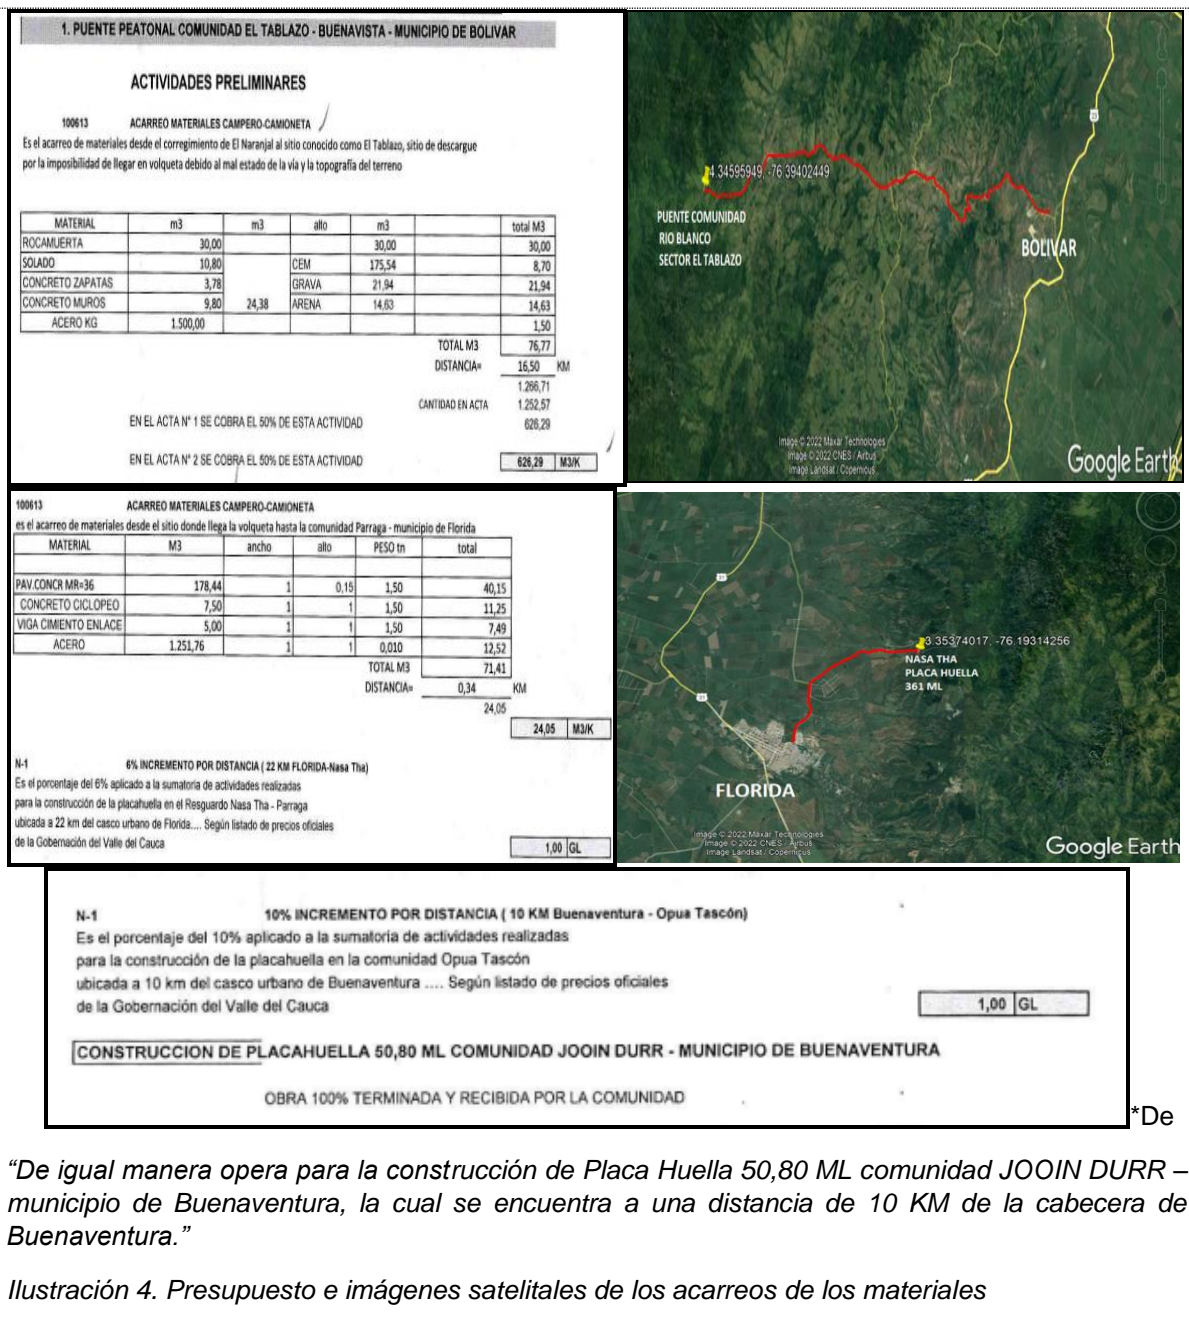 1. PUENTE PEATONAL COMUNIDAD EL TABLAZO - BUENAVISTA - MUNICIPIO DE BOLIVAR
ACTIVIDADES PRELIMINARES
100613 ACARREO MATERIALES CAMPERO-CAMIONETA
Es el acarreo de materiales desde el corregimiento de El Naranjal al sitio conocido como El Tablazo, sitio de descargue
por la imposibilidad de llegar en volqueta debido al mal estado de la vía y la topografía del terreno
MATERIAL m3 m3 alto m3 total M3
ROCAMUERTA 30,00 30,00 30,00
SOLADO 10,80 CEM 175,54 8,70
CONCRETO ZAPATAS 3,78 GRAVA 21,94 21,94
CONCRETO MUROS 9,80 24,38 ARENA 14,63 14,63
ACERO KG 1.500,00 1,50
TOTAL M3 76,77
DISTANCIA= 16,50 KM
1.266,71
CANTIDAD EN ACTA 1.252,57
EN EL ACTA N° 1 SE COBRA EL 50% DE ESTA ACTIVIDAD 626,29
EN EL ACTA N° 2 SE COBRA EL 50% DE ESTA ACTIVIDAD 626,29 M3/K
4.34595949, -76.39402449
PUENTE COMUNIDAD
RIO BLANCO
SECTOR EL TABLAZO
BOLIVAR
23
Image © 2022 Maxar Technologies
Image © 2022 CNES / Airbus
Image Landsat / Copernicus
Google Earth
100613 ACARREO MATERIALES CAMPERO-CAMIONETA
es el acarreo de materiales desde el sitio donde llega la volqueta hasta la comunidad Parraga - municipio de Florida
MATERIAL M3 ancho alto PESO tn total
PAV.CONCR MR=36 178,44 1 0,15 1,50 40,15
CONCRETO CICLOPEO 7,50 1 1 1,50 11,25
VIGA CIMIENTO ENLACE 5,00 1 1 1,50 7,49
ACERO 1.251,76 1 1 0,010 12,52
TOTAL M3 71,41
DISTANCIA= 0,34 KM
24,05
24,05 M3/K
N-1 6% INCREMENTO POR DISTANCIA ( 22 KM FLORIDA-Nasa Tha)
Es el porcentaje del 6% aplicado a la sumatoria de actividades realizadas
para la construcción de la placahuella en el Resguardo Nasa Tha - Parraga
ubicada a 22 km del casco urbano de Florida.... Según listado de precios oficiales
de la Gobernación del Valle del Cauca 1,00 GL
3.35374017, -76.19314256
NASA THA
PLACA HUELLA
361 ML
FLORIDA
Image © 2022 Maxar Technologies
Image © 2022 CNES / Airbus
Image Landsat / Copernicus
Google Earth
N-1 10% INCREMENTO POR DISTANCIA ( 10 KM Buenaventura - Opua Tascón)
Es el porcentaje del 10% aplicado a la sumatoria de actividades realizadas
para la construcción de la placahuella en la comunidad Opua Tascón
ubicada a 10 km del casco urbano de Buenaventura .... Según listado de precios oficiales
de la Gobernación del Valle del Cauca 1,00 GL
CONSTRUCCION DE PLACAHUELLA 50,80 ML COMUNIDAD JOOIN DURR - MUNICIPIO DE BUENAVENTURA
OBRA 100% TERMINADA Y RECIBIDA POR LA COMUNIDAD
*De
“De igual manera opera para la construcción de Placa Huella 50,80 ML comunidad JOOIN DURR –
municipio de Buenaventura, la cual se encuentra a una distancia de 10 KM de la cabecera de
Buenaventura.”
Ilustración 4. Presupuesto e imágenes satelitales de los acarreos de los materiales